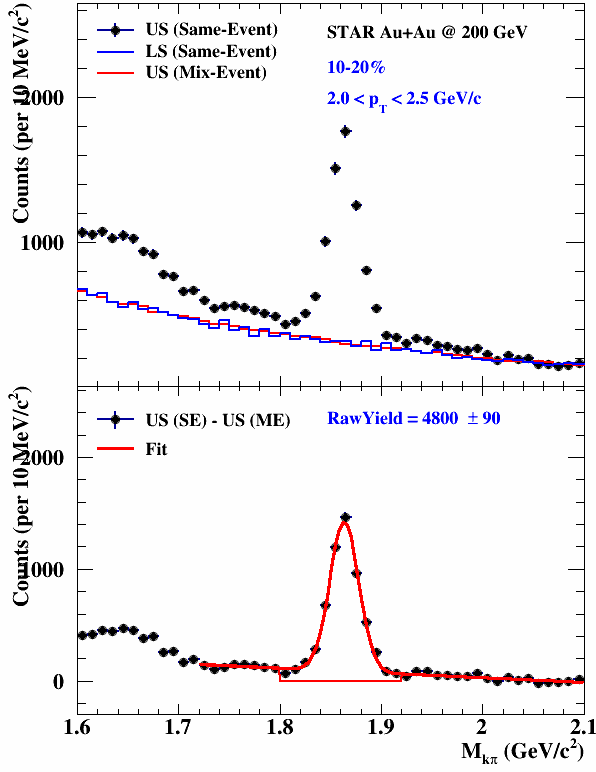 US (Same-Event)
LS (Same-Event)
US (Mix-Event)
STAR Au+Au @ 200 GeV
10-20%
2.0 < p_T < 2.5 GeV/c
Counts (per 10 MeV/c²)
2000
1000
US (SE) - US (ME)
Fit
RawYield = 4800 ± 90
Counts (per 10 MeV/c²)
2000
1000
0
1.6 1.7 1.8 1.9 2 2.1
M_kπ (GeV/c²)